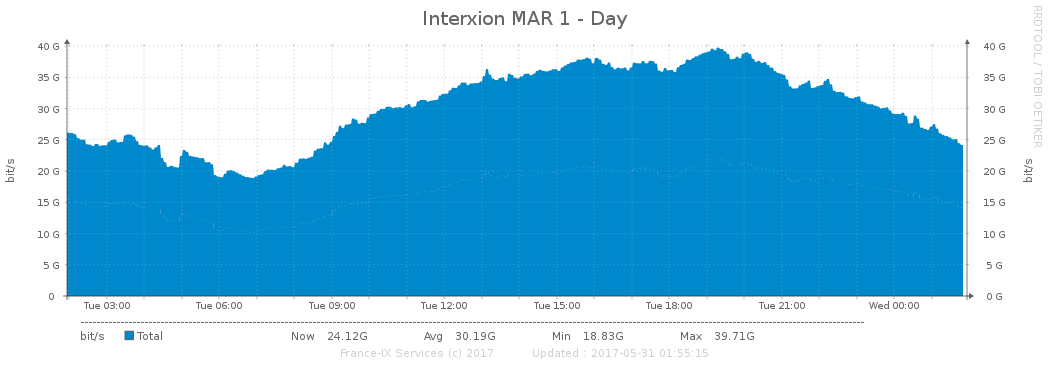 Interxion MAR 1 - Day
RRDTOOL / TOBI OETIKER
40 G 40 G
35 G 35 G
30 G 30 G
25 G 25 G
20 G 20 G
15 G 15 G
10 G 10 G
5 G 5 G
0 0 G
bit/s bit/s
Tue 03:00 Tue 06:00 Tue 09:00 Tue 12:00 Tue 15:00 Tue 18:00 Tue 21:00 Wed 00:00
bit/s Total Now 24.12G Avg 30.19G Min 18.83G Max 39.71G
France-IX Services (c) 2017 Updated : 2017-05-31 01:55:15